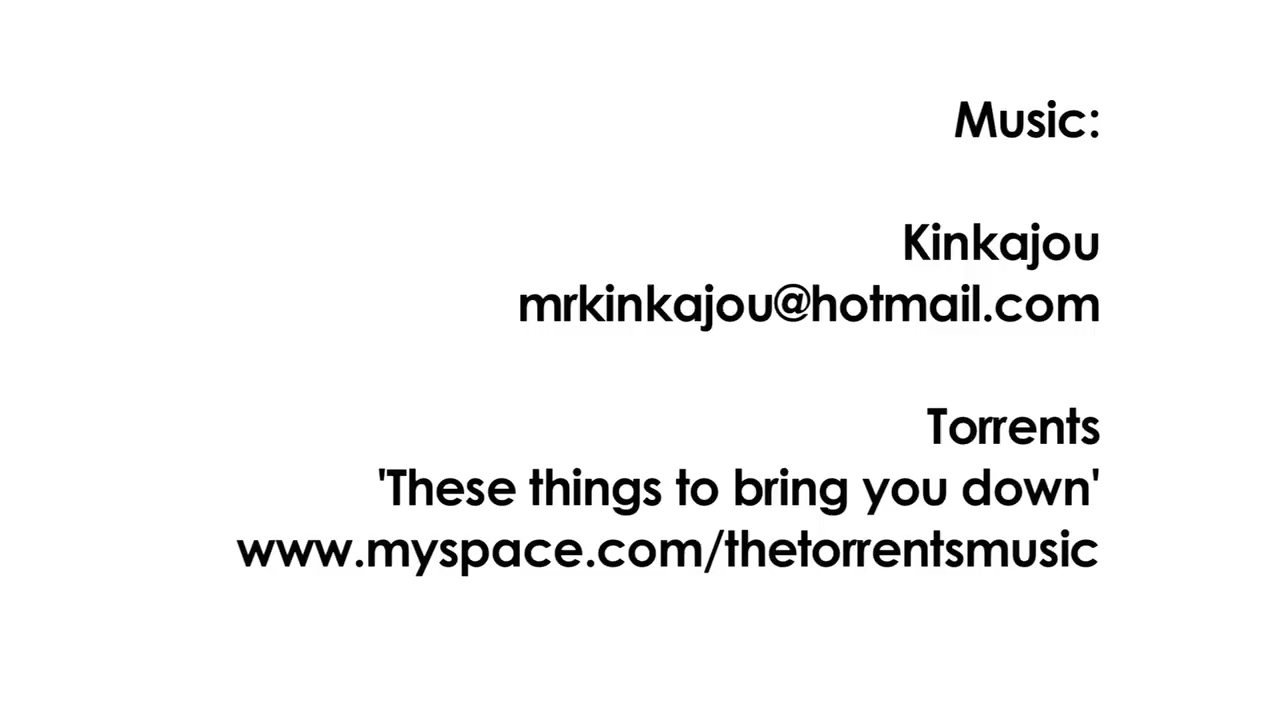 Music:
Kinkajou
mrkinkajou@hotmail.com
Torrents
'These things to bring you down'
www.myspace.com/thetorrentsmusic